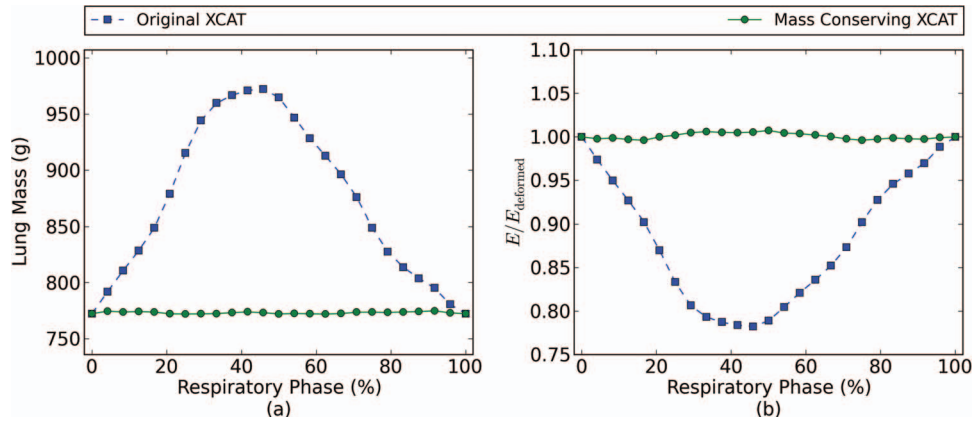 Original XCAT
Mass Conserving XCAT
1000
950
900
850
800
750
Lung Mass (g)
0 20 40 60 80 100
Respiratory Phase (%)
(a)
1.10
1.05
1.00
0.95
0.90
0.85
0.80
0.75
E/E_deformed
0 20 40 60 80 100
Respiratory Phase (%)
(b)